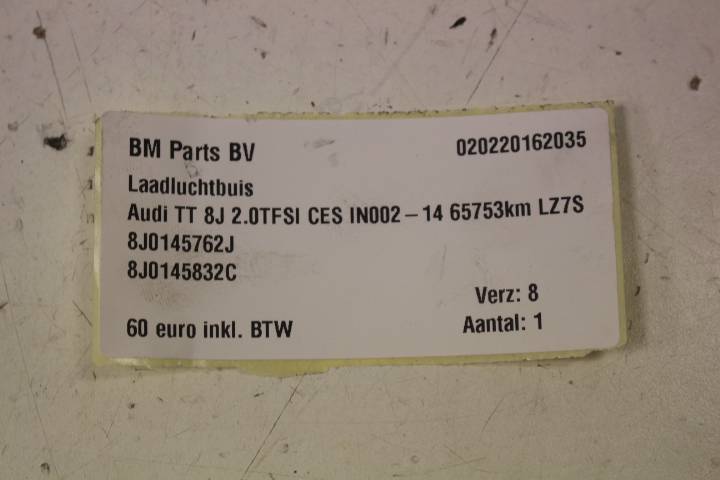 BM Parts BV 020220162035
Laadluchtbuis
Audi TT 8J 2.0TFSI CES IN002-14 65753km LZ7S
8J0145762J
8J0145832C
Verz: 8
60 euro inkl. BTW Aantal: 1